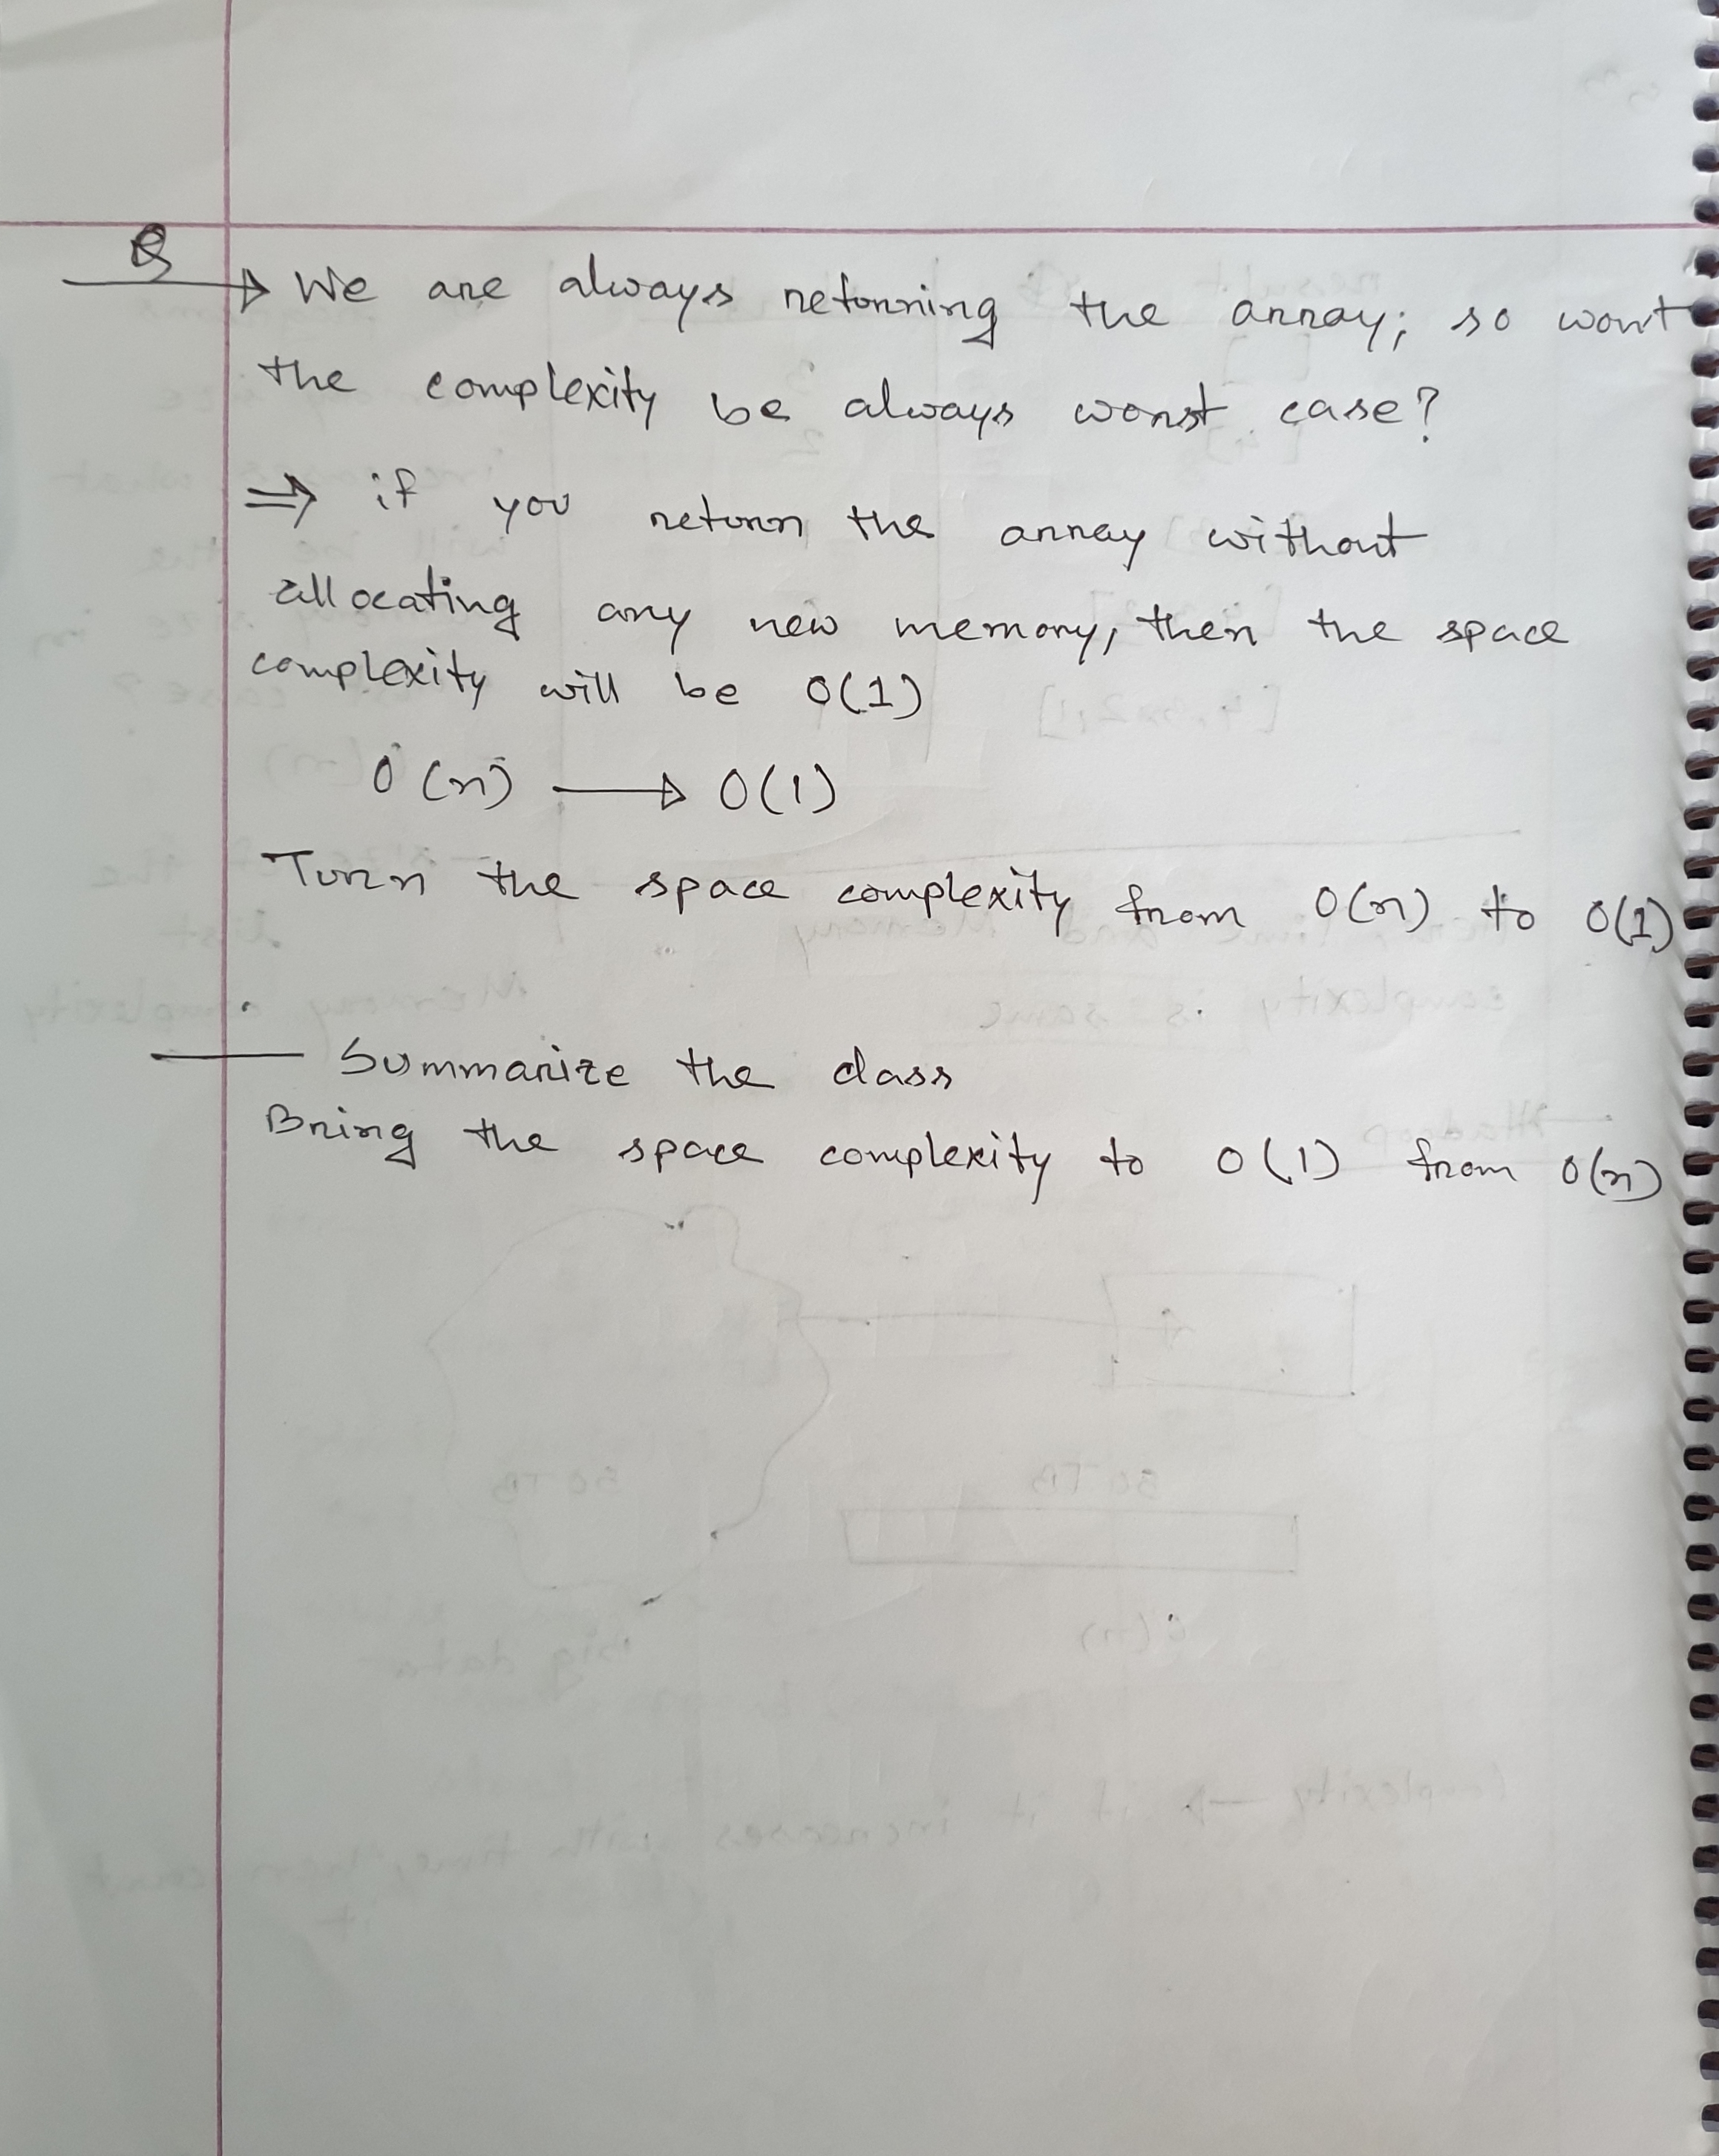 Q → We are always returning the array; so wont
the complexity be always worst case?
⇒ if you return the array without
allocating any new memory, then the space
complexity will be O(1)
O(n) → O(1)
Turn the space complexity from O(n) to O(1)
— Summarize the class
Bring the space complexity to O(1) from O(n)